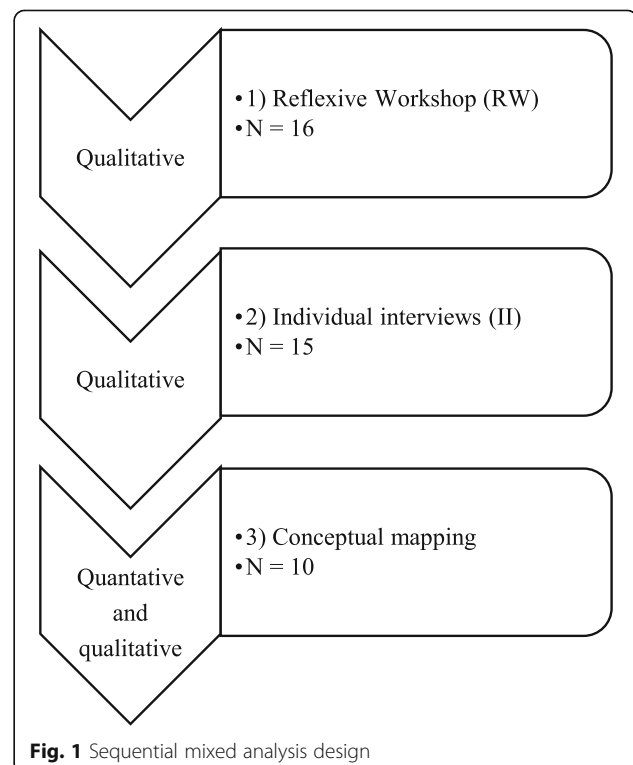 Qualitative
•1) Reflexive Workshop (RW)
•N = 16
Qualitative
•2) Individual interviews (II)
•N = 15
Quantative
and
qualitative
•3) Conceptual mapping
•N = 10
Fig. 1 Sequential mixed analysis design